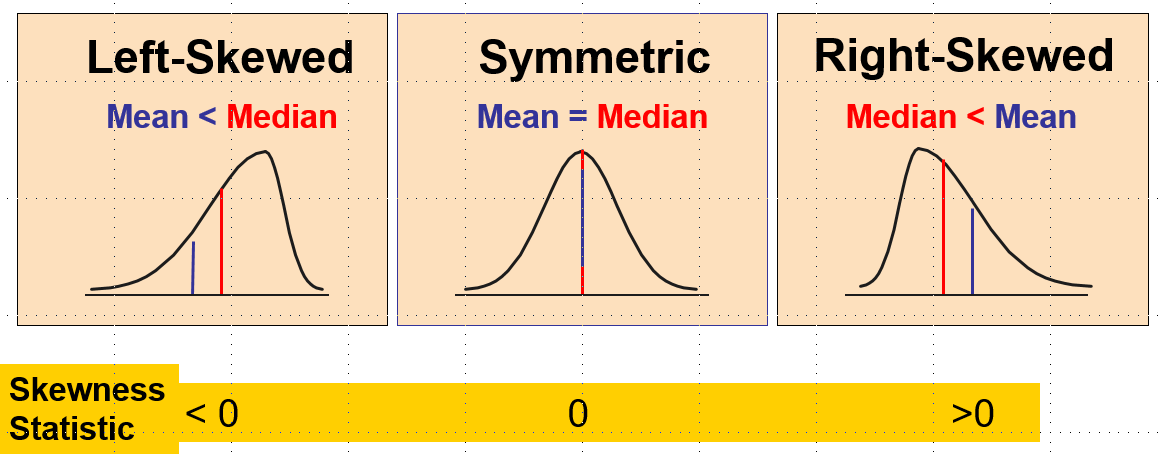 Left-Skewed
Mean < Median
Symmetric
Mean = Median
Right-Skewed
Median < Mean
Skewness
Statistic
< 0
0
>0